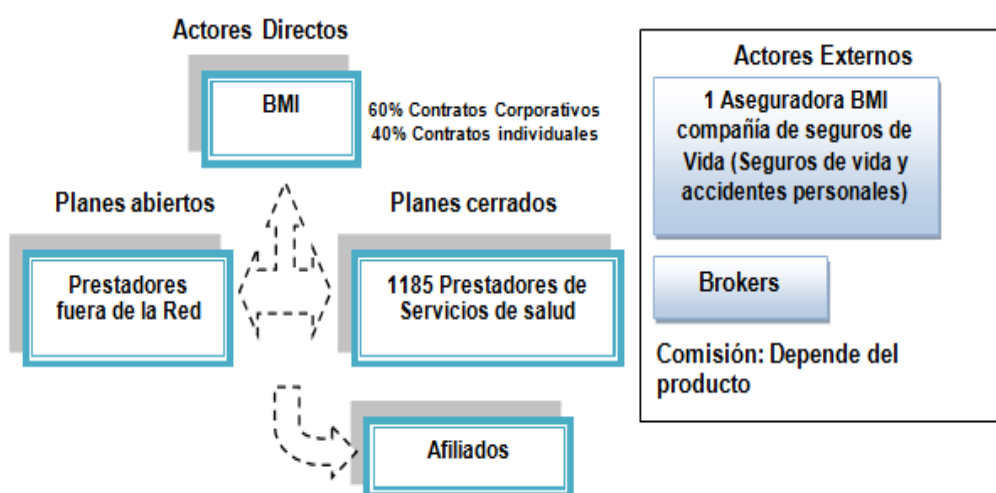 Actores Directos
BMI
60% Contratos Corporativos
40% Contratos individuales
Planes abiertos
Prestadores
fuera de la Red
Planes cerrados
1185 Prestadores de
Servicios de salud
Afiliados
Actores Externos
1 Aseguradora BMI
compañía de seguros de
Vida (Seguros de vida y
accidentes personales)
Brokers
Comisión: Depende del
producto